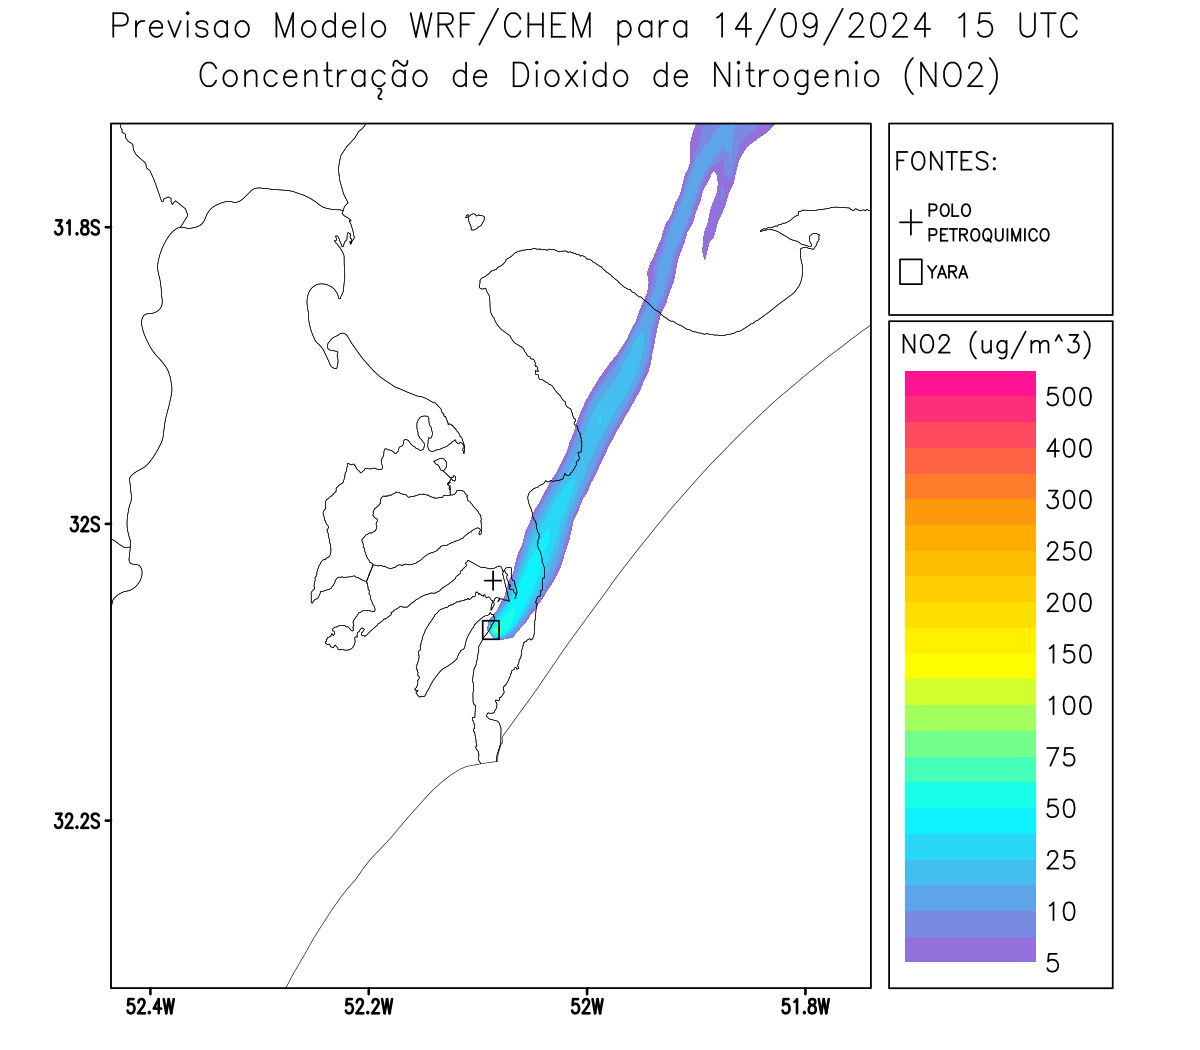 Previsao Modelo WRF/CHEM para 14/09/2024 15 UTC
Concentração de Dioxido de Nitrogenio (NO2)
FONTES:
POLO
PETROQUIMICO
YARA
NO2 (ug/m^3)
500
400
300
250
200
150
100
75
50
25
10
5
31.8S
32S
32.2S
52.4W
52.2W
52W
51.8W